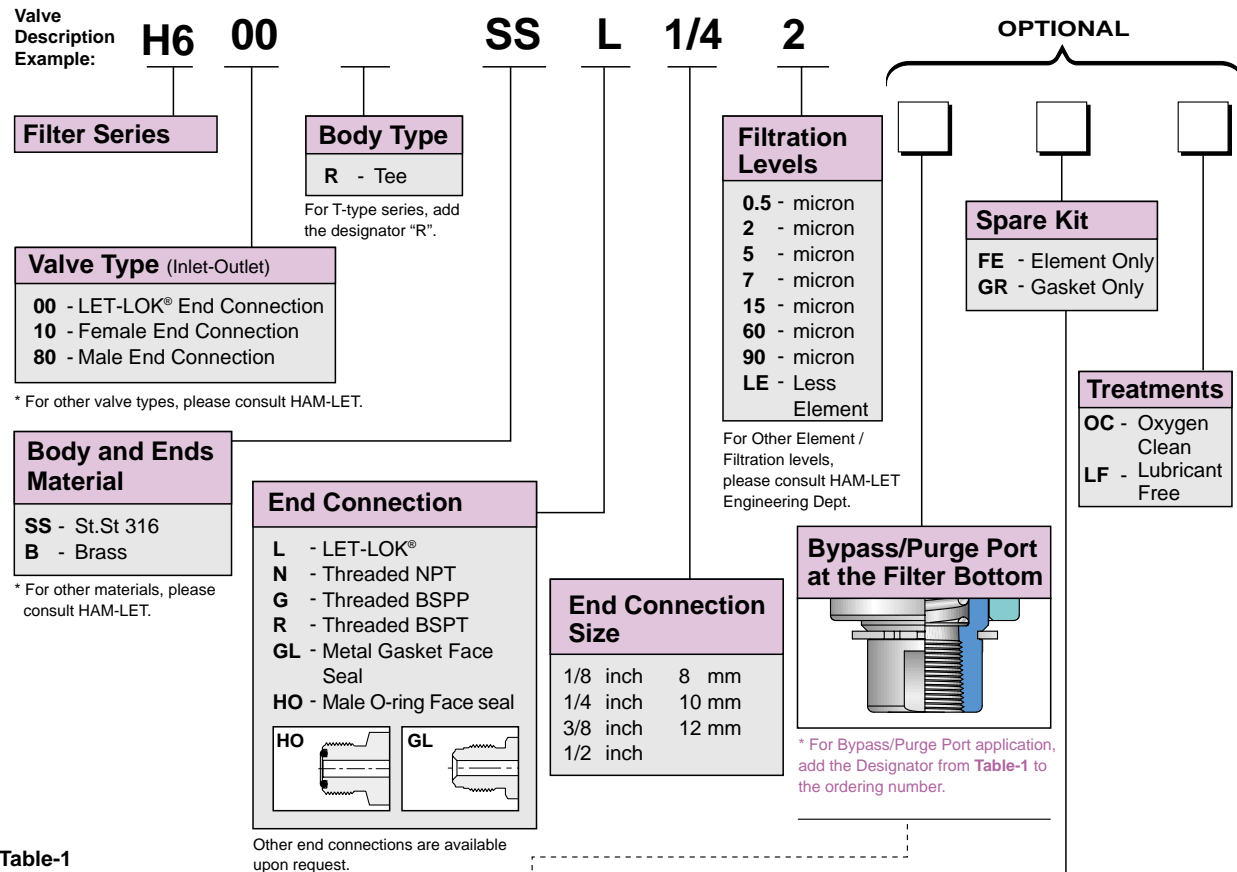 Valve
Description
Example:
H6 00 SS L 1/4 2
OPTIONAL
Filter Series
Body Type
R - Tee
For T-type series, add
the designator “R”.
Valve Type (Inlet-Outlet)
00 - LET-LOK® End Connection
10 - Female End Connection
80 - Male End Connection
* For other valve types, please consult HAM-LET.
Body and Ends
Material
SS - St.St 316
B - Brass
* For other materials, please
consult HAM-LET.
End Connection
L - LET-LOK®
N - Threaded NPT
G - Threaded BSPP
R - Threaded BSPT
GL - Metal Gasket Face
Seal
HO - Male O-ring Face seal
HO
GL
Other end connections are available
upon request.
End Connection
Size
1/8 inch 8 mm
1/4 inch 10 mm
3/8 inch 12 mm
1/2 inch
Filtration
Levels
0.5 - micron
2 - micron
5 - micron
7 - micron
15 - micron
60 - micron
90 - micron
LE - Less
Element
For Other Element /
Filtration levels,
please consult HAM-LET
Engineering Dept.
Bypass/Purge Port
at the Filter Bottom
* For Bypass/Purge Port application,
add the Designator from Table-1 to
the ordering number.
Spare Kit
FE - Element Only
GR - Gasket Only
Treatments
OC - Oxygen
Clean
LF - Lubricant
Free
Table-1